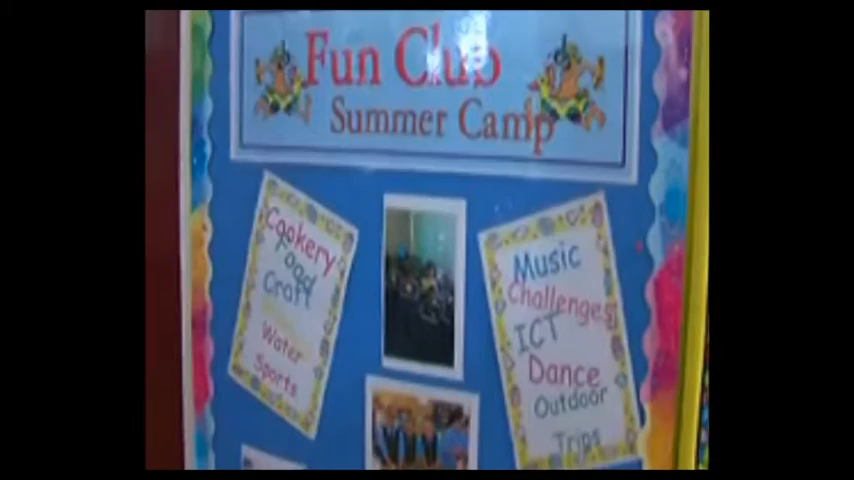 Fun Club
Summer Camp
Cookery
Food
Craft
Water
Sports
Music
Challenges
ICT
Dance
Outdoor
Trips